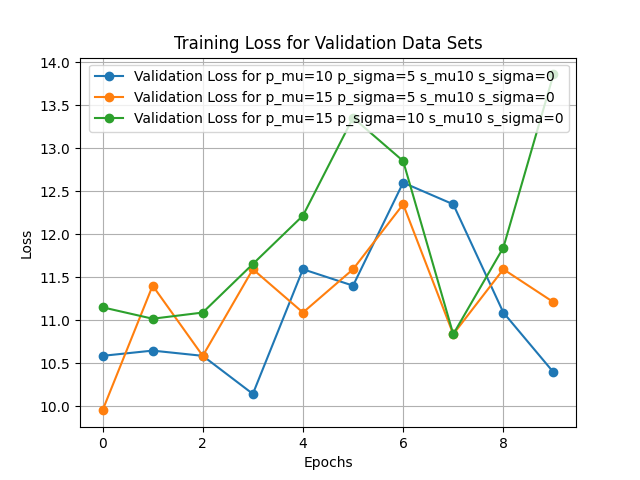 Training Loss for Validation Data Sets
Validation Loss for p_mu=10 p_sigma=5 s_mu10 s_sigma=0
Validation Loss for p_mu=15 p_sigma=5 s_mu10 s_sigma=0
Validation Loss for p_mu=15 p_sigma=10 s_mu10 s_sigma=0
14.0
13.5
13.0
12.5
12.0
11.5
11.0
10.5
10.0
Loss
0 2 4 6 8
Epochs